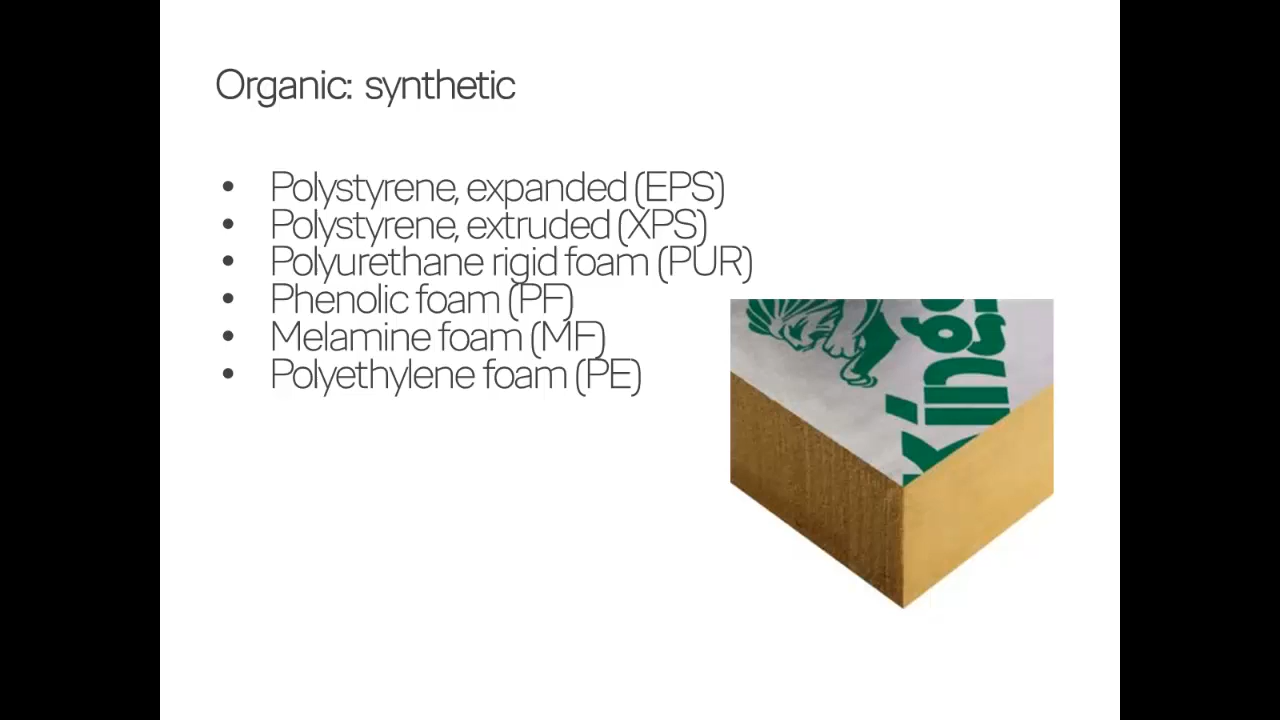 Organic: synthetic
• Polystyrene, expanded (EPS)
• Polystyrene, extruded (XPS)
• Polyurethane rigid foam (PUR)
• Phenolic foam (PF)
• Melamine foam (MF)
• Polyethylene foam (PE)
King